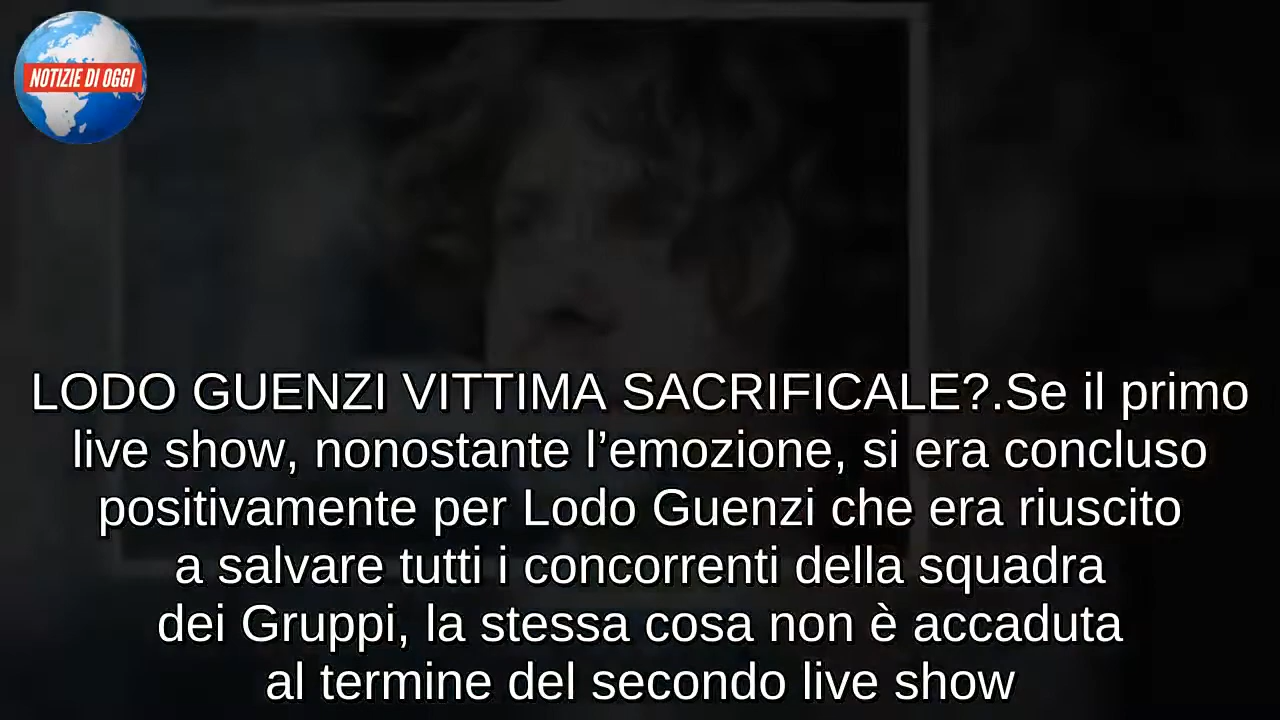 NOTIZIE DI OGGI
LODO GUENZI VITTIMA SACRIFICALE?.Se il primo
live show, nonostante l’emozione, si era concluso
positivamente per Lodo Guenzi che era riuscito
a salvare tutti i concorrenti della squadra
dei Gruppi, la stessa cosa non è accaduta
al termine del secondo live show